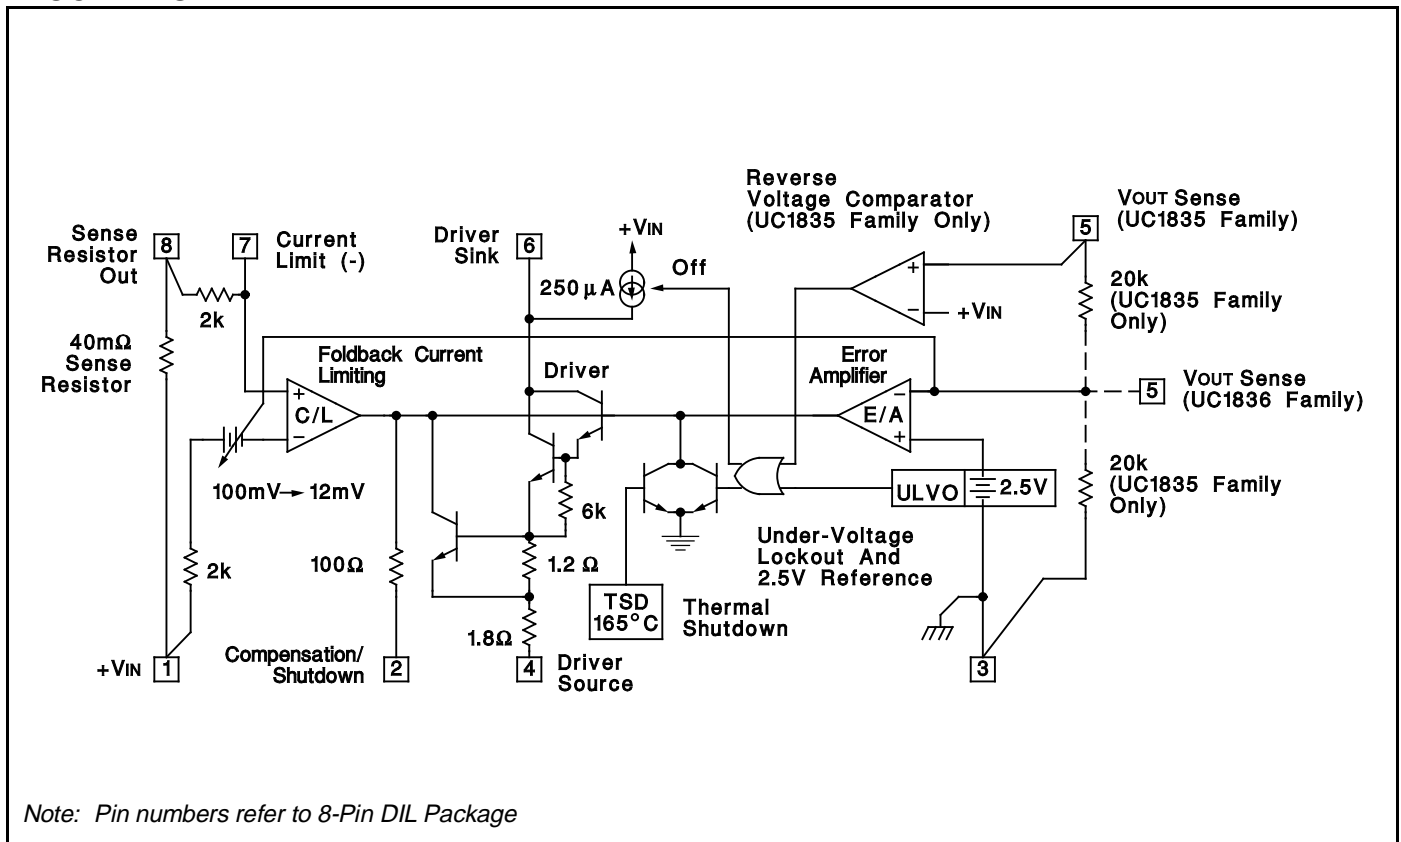 Reverse
Voltage Comparator
(UC1835 Family Only)
VOUT Sense
(UC1835 Family)
5
Sense
Resistor
Out
8
7
Current
Limit (-)
Driver
Sink
6
+VIN
Off
250 µA
+
–
+VIN
20k
(UC1835 Family
Only)
2k
40mΩ
Sense
Resistor
Foldback Current
Limiting
Driver
Error
Amplifier
5
VOUT Sense
(UC1836 Family)
+
C/L
–
–
E/A
+
100mV→ 12mV
6k
ULVO
2.5V
20k
(UC1835 Family
Only)
2k
100Ω
1.2 Ω
Under-Voltage
Lockout And
2.5V Reference
TSD
165°C
Thermal
Shutdown
1.8Ω
+VIN
1
Compensation/
Shutdown
2
4
Driver
Source
3
Note: Pin numbers refer to 8-Pin DIL Package